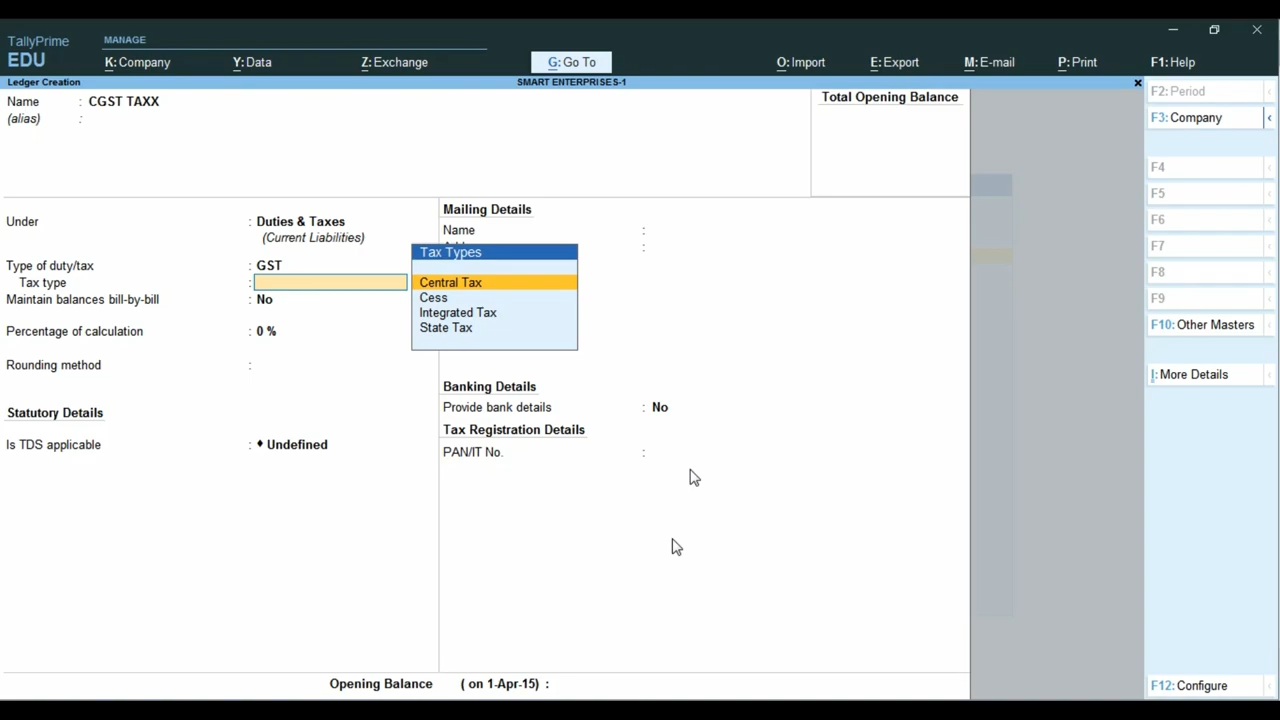 TallyPrime
EDU
MANAGE
K: Company
Y: Data
Z: Exchange
G: Go To
O: Import
E: Export
M: E-mail
P: Print
F1: Help
Ledger Creation
SMART ENTERPRISES-1
×
Name : CGST TAXX
(alias) :
Total Opening Balance
Under : Duties & Taxes
(Current Liabilities)
Type of duty/tax : GST
Tax type :
Maintain balances bill-by-bill : No
Percentage of calculation : 0 %
Rounding method :
Statutory Details
Is TDS applicable : ♦ Undefined
Mailing Details
Name :
:
Tax Types
Central Tax
Cess
Integrated Tax
State Tax
Banking Details
Provide bank details : No
Tax Registration Details
PAN/IT No. :
Opening Balance ( on 1-Apr-15) :
F2: Period
F3: Company
F4
F5
F6
F7
F8
F9
F10: Other Masters
I: More Details
F12: Configure